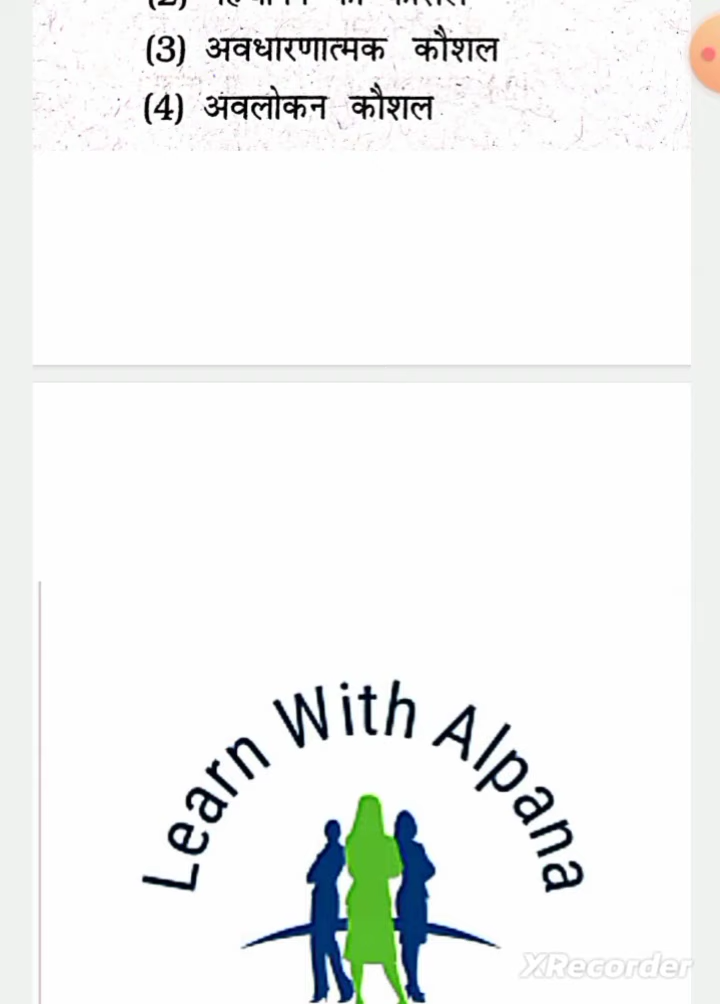 (3) अवधारणात्मक कौशल
(4) अवलोकन कौशल
Learn With Alpana
XRecorder